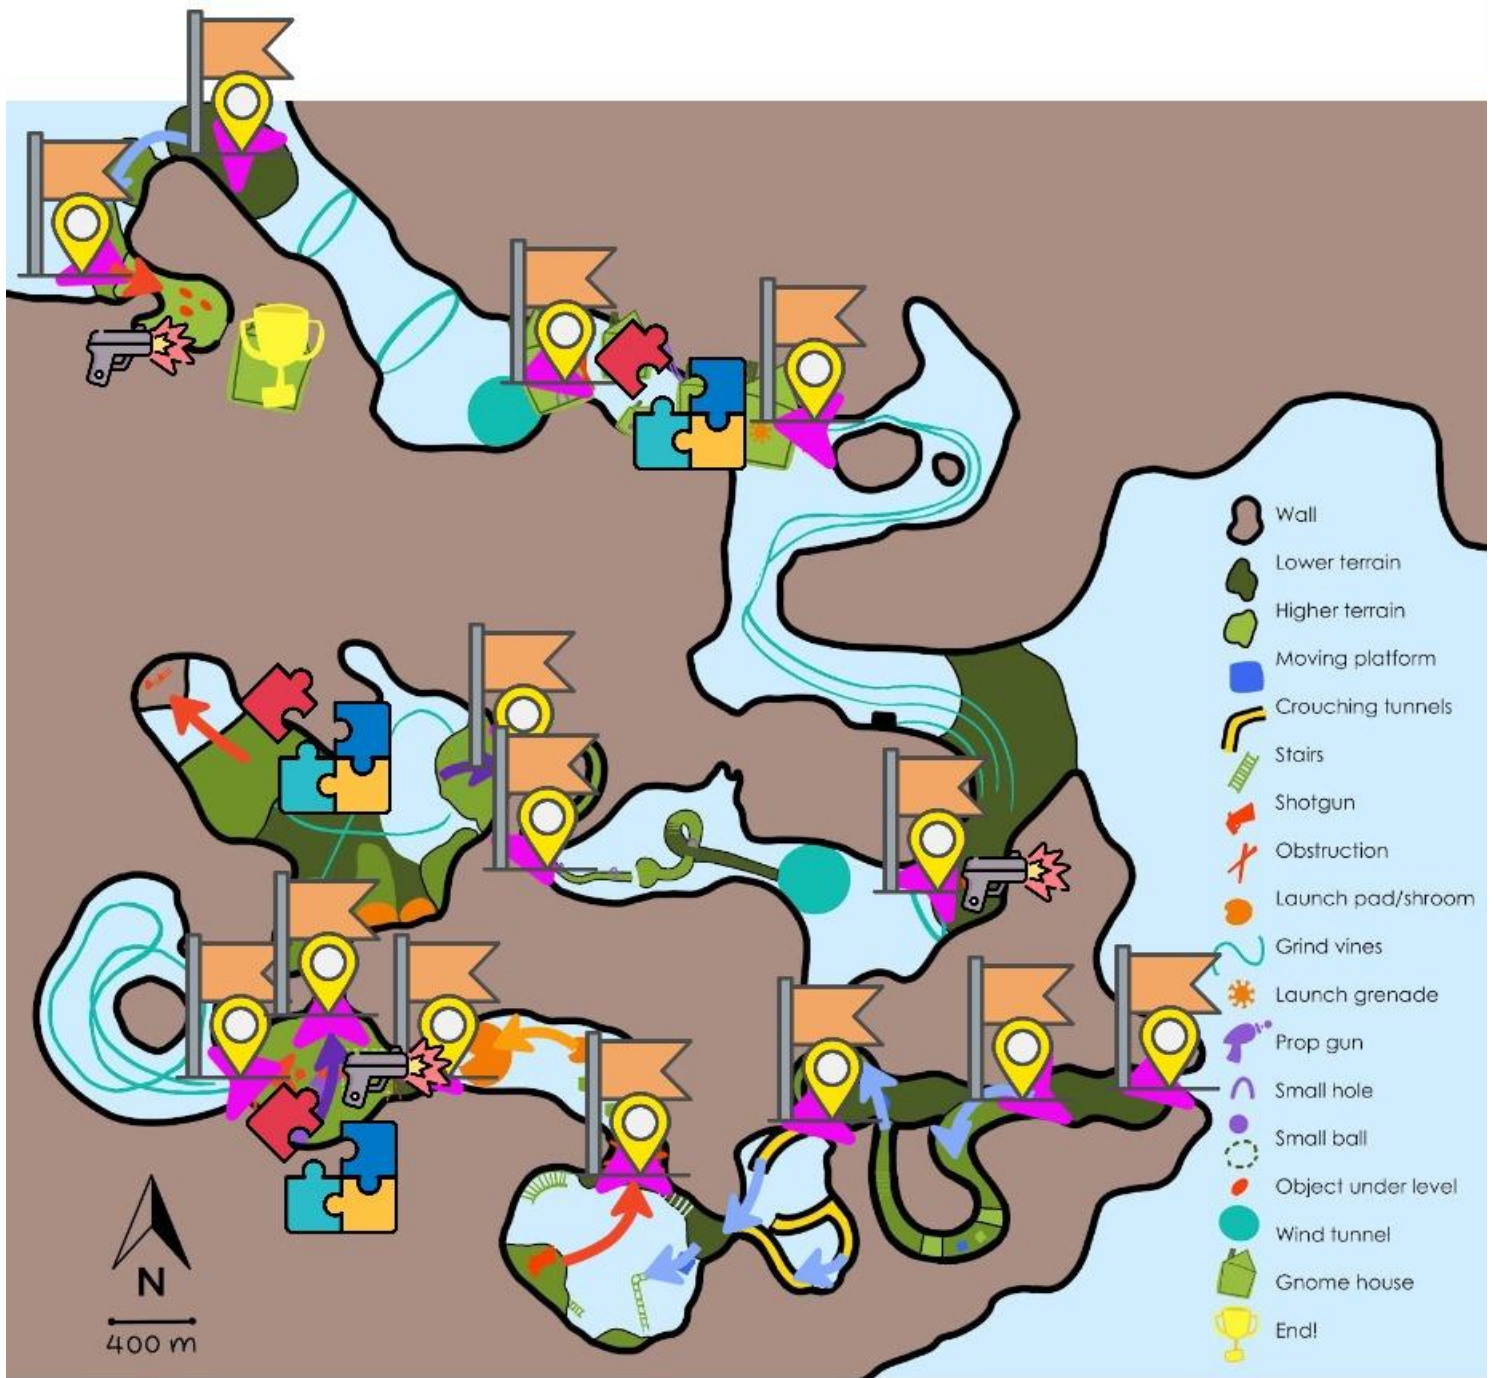 Wall
Lower terrain
Higher terrain
Moving platform
Crouching tunnels
Stairs
Shotgun
Obstruction
Launch pad/shroom
Grind vines
Launch grenade
Prop gun
Small hole
Small ball
Object under level
Wind tunnel
Gnome house
End!
N
400 m